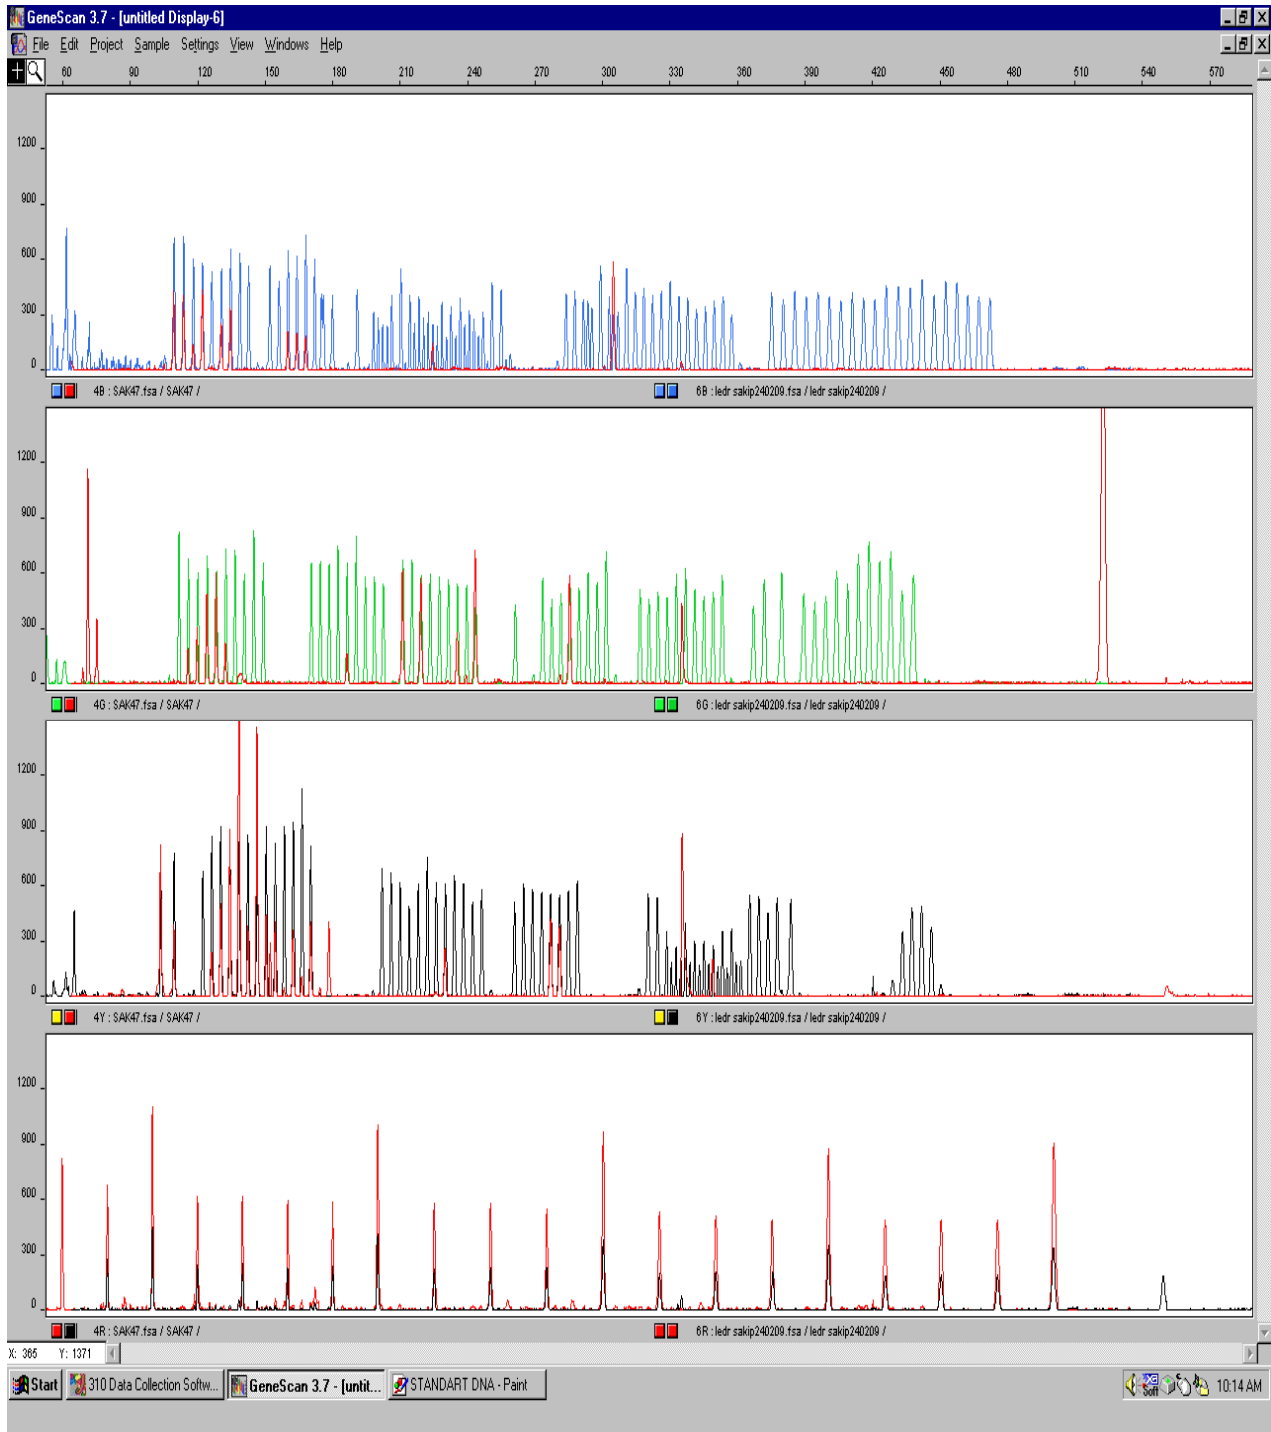 GeneScan 3.7 - [untitled Display-6]
File Edit Project Sample Settings View Windows Help
60 90 120 150 180 210 240 270 300 330 360 390 420 450 480 510 540 570
1200
900
600
300
0
4B : SAK47.fsa / SAK47 / 6B : ledr sakip240209.fsa / ledr sakip240209 /
1200
900
600
300
0
4G : SAK47.fsa / SAK47 / 6G : ledr sakip240209.fsa / ledr sakip240209 /
1200
900
600
300
0
4Y : SAK47.fsa / SAK47 / 6Y : ledr sakip240209.fsa / ledr sakip240209 /
1200
900
600
300
0
4R : SAK47.fsa / SAK47 / 6R : ledr sakip240209.fsa / ledr sakip240209 /
X: 365 Y: 1371
Start 310 Data Collection Softw... GeneScan 3.7 - [untit... STANDART DNA - Paint Soft 10:14 AM